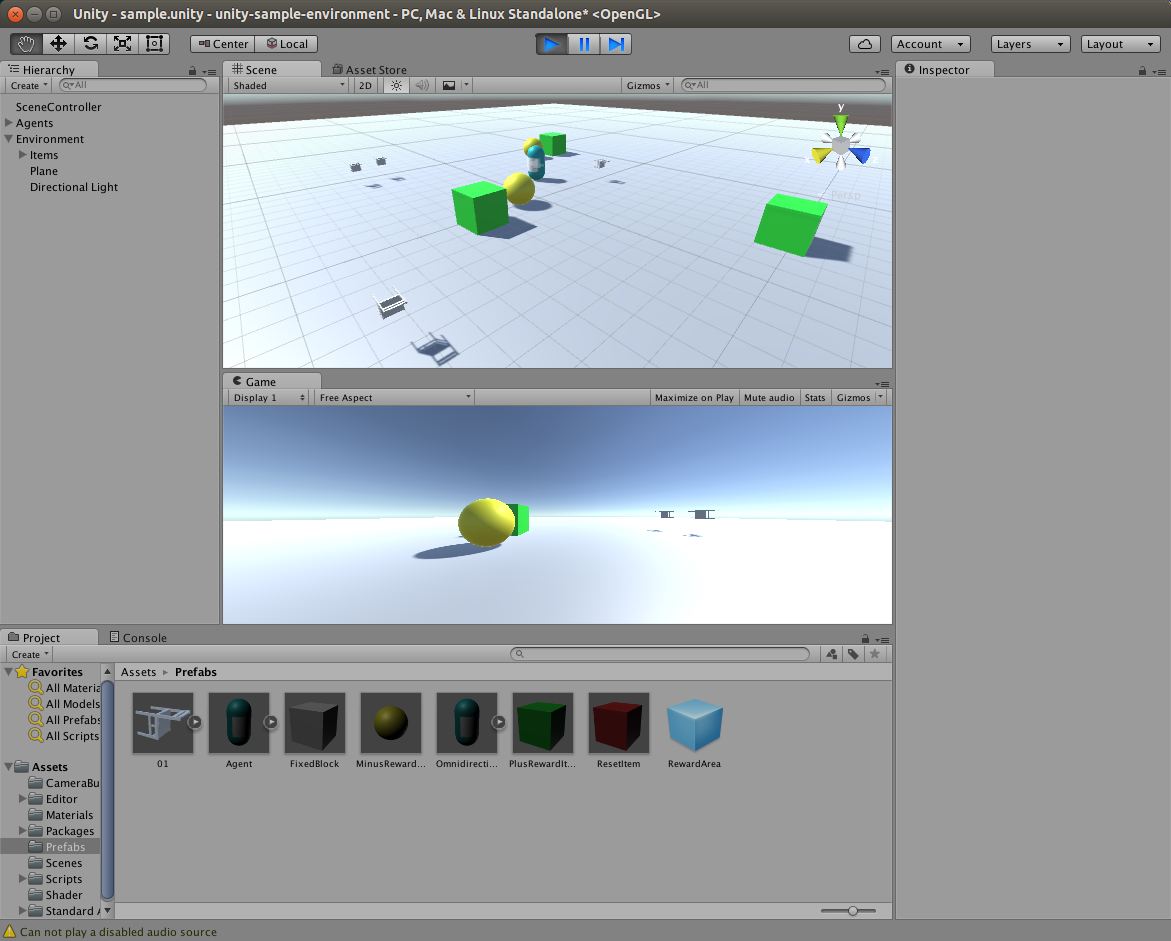 Unity - sample.unity - unity-sample-environment - PC, Mac & Linux Standalone* <OpenGL>
Center Local Account Layers Layout
Hierarchy
Create All
SceneController
Agents
Environment
Items
Plane
Directional Light
Scene Asset Store
Shaded 2D Gizmos All
y
Persp
Game
Display 1 Free Aspect Maximize on Play Mute audio Stats Gizmos
Inspector
Project Console
Create
Favorites
All Materia
All Models
All Prefabs
All Scripts
Assets
CameraBu
Editor
Materials
Packages
Prefabs
Scenes
Scripts
Shader
Standard A
Assets Prefabs
01 Agent FixedBlock MinusReward... Omnidirecti... PlusRewardIt... ResetItem RewardArea
Can not play a disabled audio source